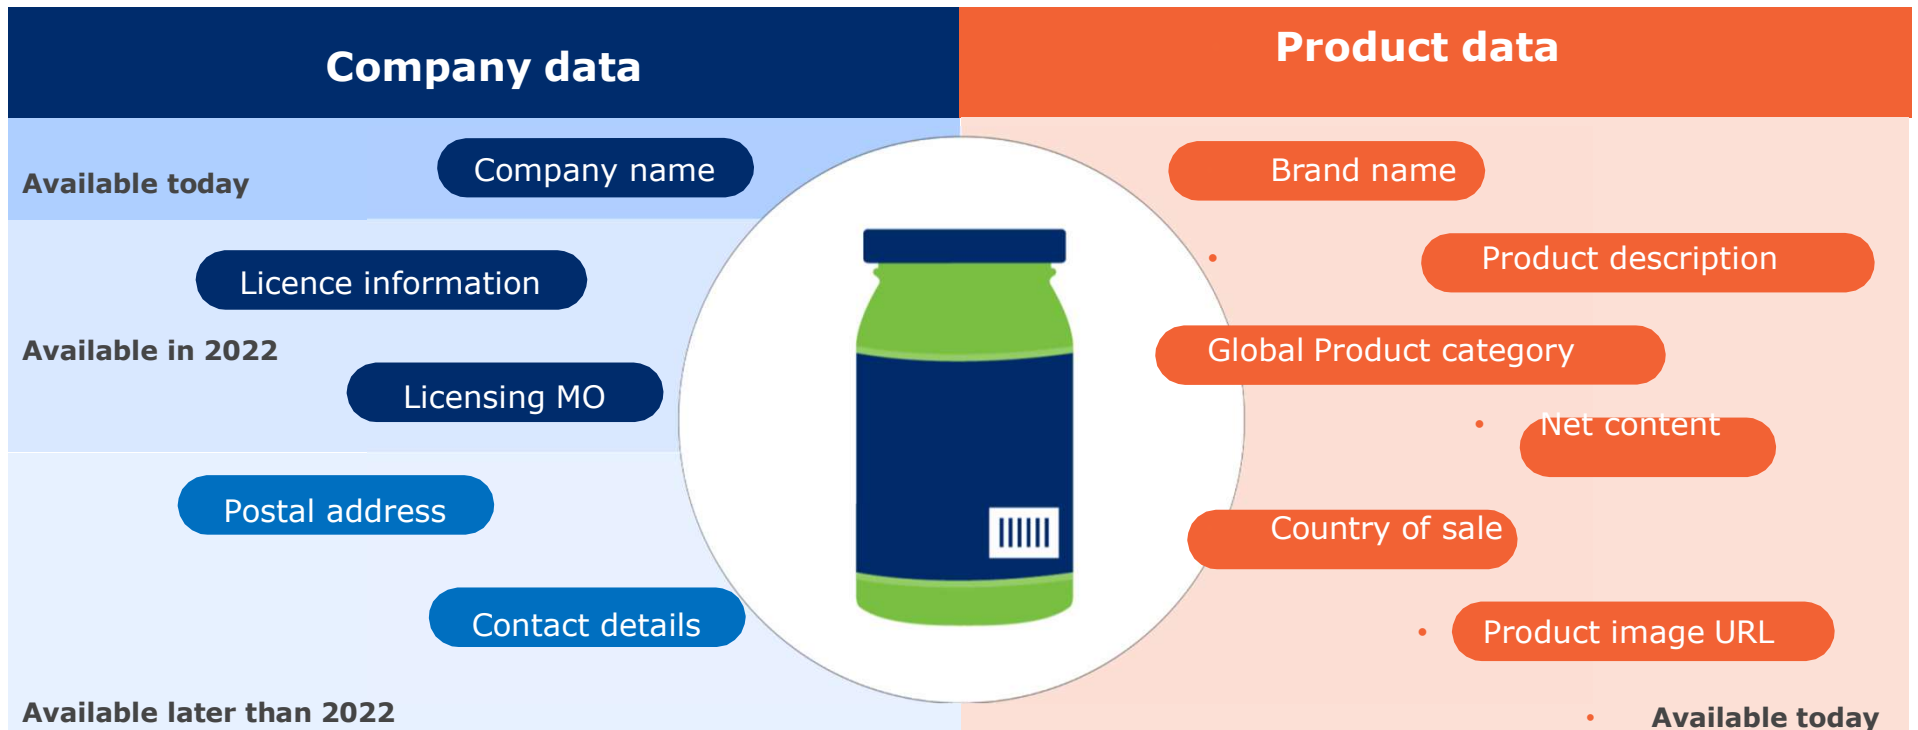 Company data
Available today
Company name
Licence information
Available in 2022
Licensing MO
Postal address
Contact details
Available later than 2022
Product data
Brand name
• Product description
Global Product category
• Net content
Country of sale
• Product image URL
• Available today